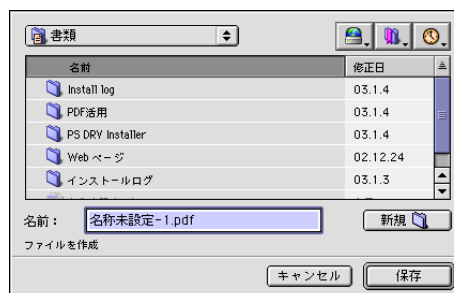 書類
名前 修正日
Install log 03.1.4
PDF活用 03.1.4
PS DRV Installer 03.1.4
Web ページ 02.12.24
インストールログ 03.1.3
名前： 名称未設定-1.pdf 新規
ファイルを作成
キャンセル 保存